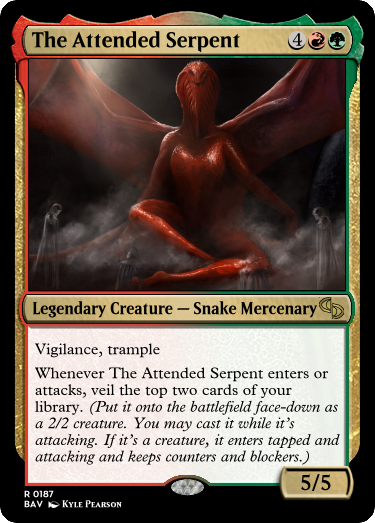 The Attended Serpent 4
Legendary Creature — Snake Mercenary
Vigilance, trample
Whenever The Attended Serpent enters or
attacks, veil the top two cards of your
library. (Put it onto the battlefield face-down as
a 2/2 creature. You may cast it while it's
attacking. If it's a creature, it enters tapped and
attacking and keeps counters and blockers.)
5/5
R 0187
BAV Kyle Pearson